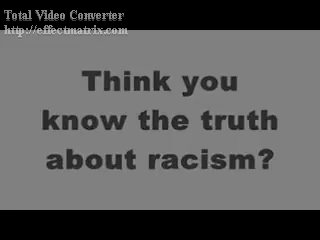 Total Video Converter
http://effectmatrix.com
Think you
know the truth
about racism?